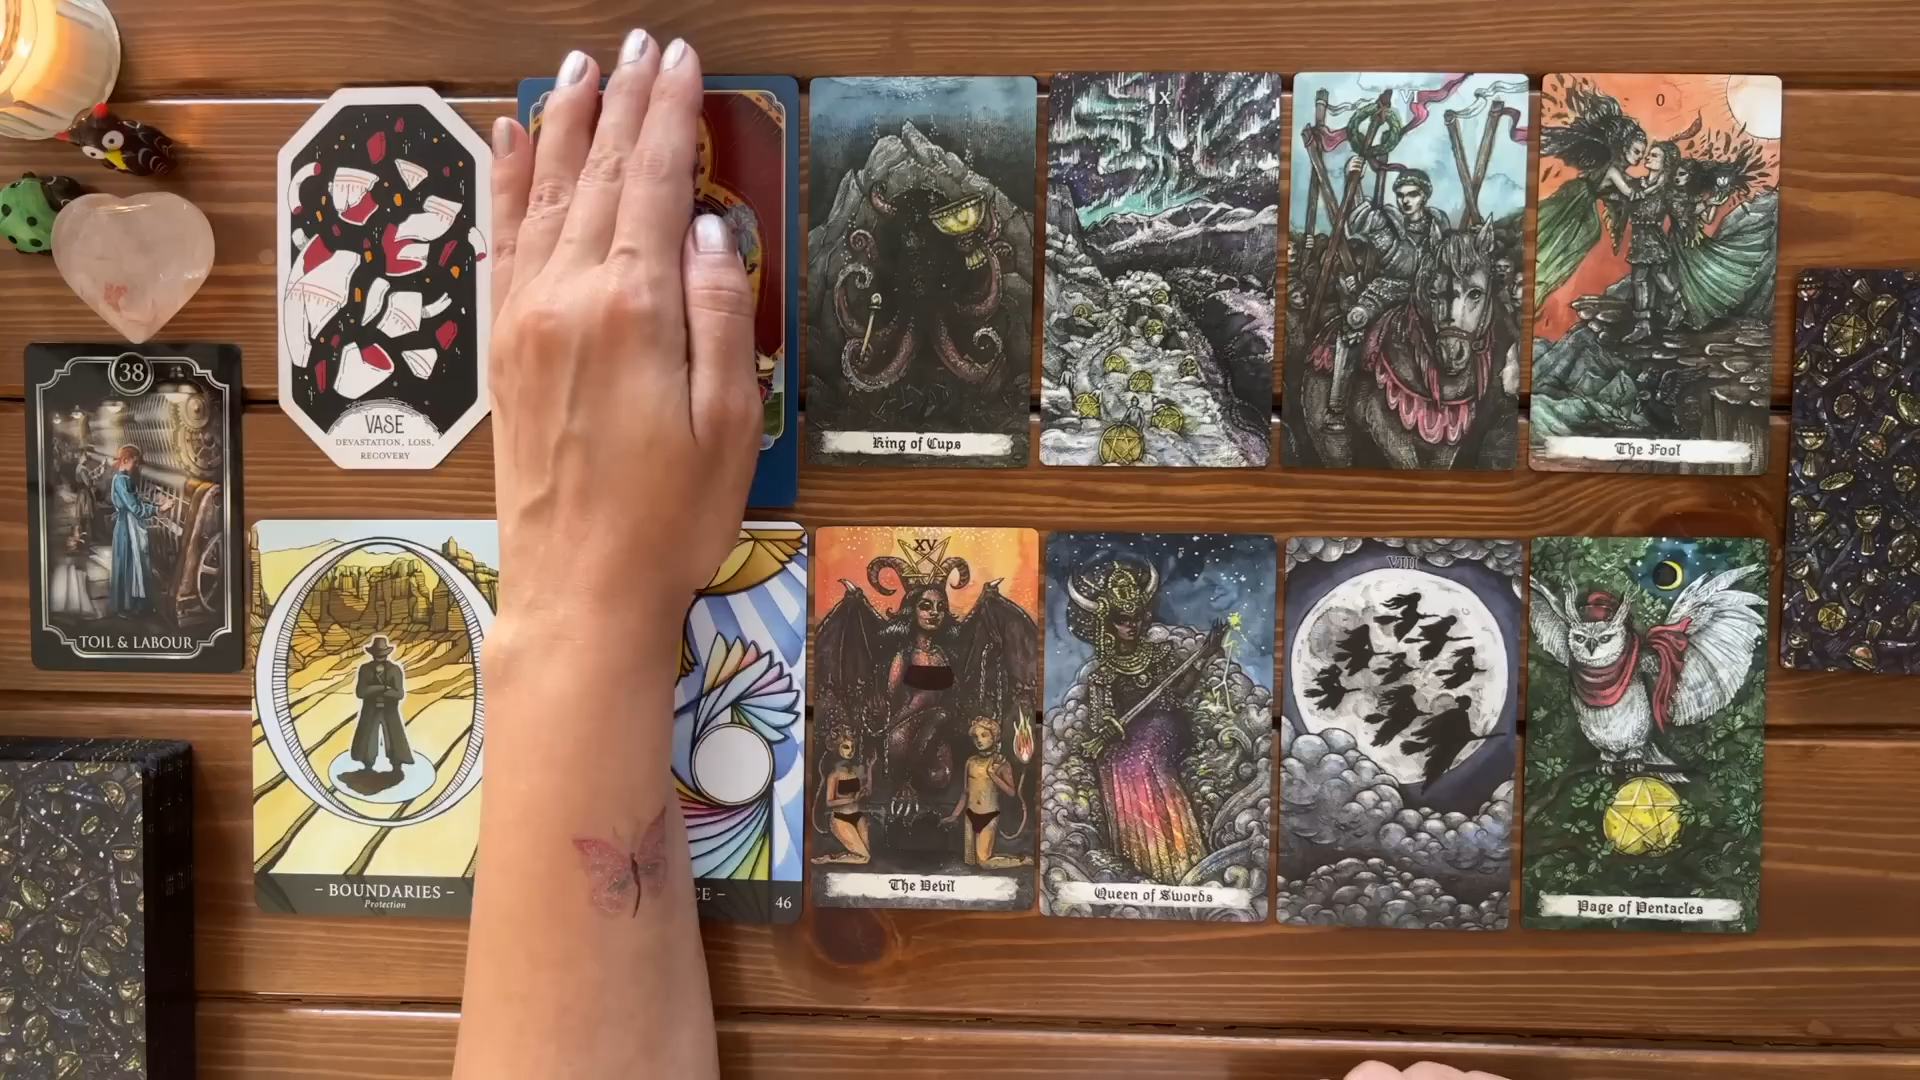 38
TOIL & LABOUR
VASE
DEVASTATION, LOSS,
RECOVERY
King of Cups
X
VI
0
The Fool
– BOUNDARIES –
Protection
CE –
46
XV
The Devil
Queen of Swords
VIII
Page of Pentacles